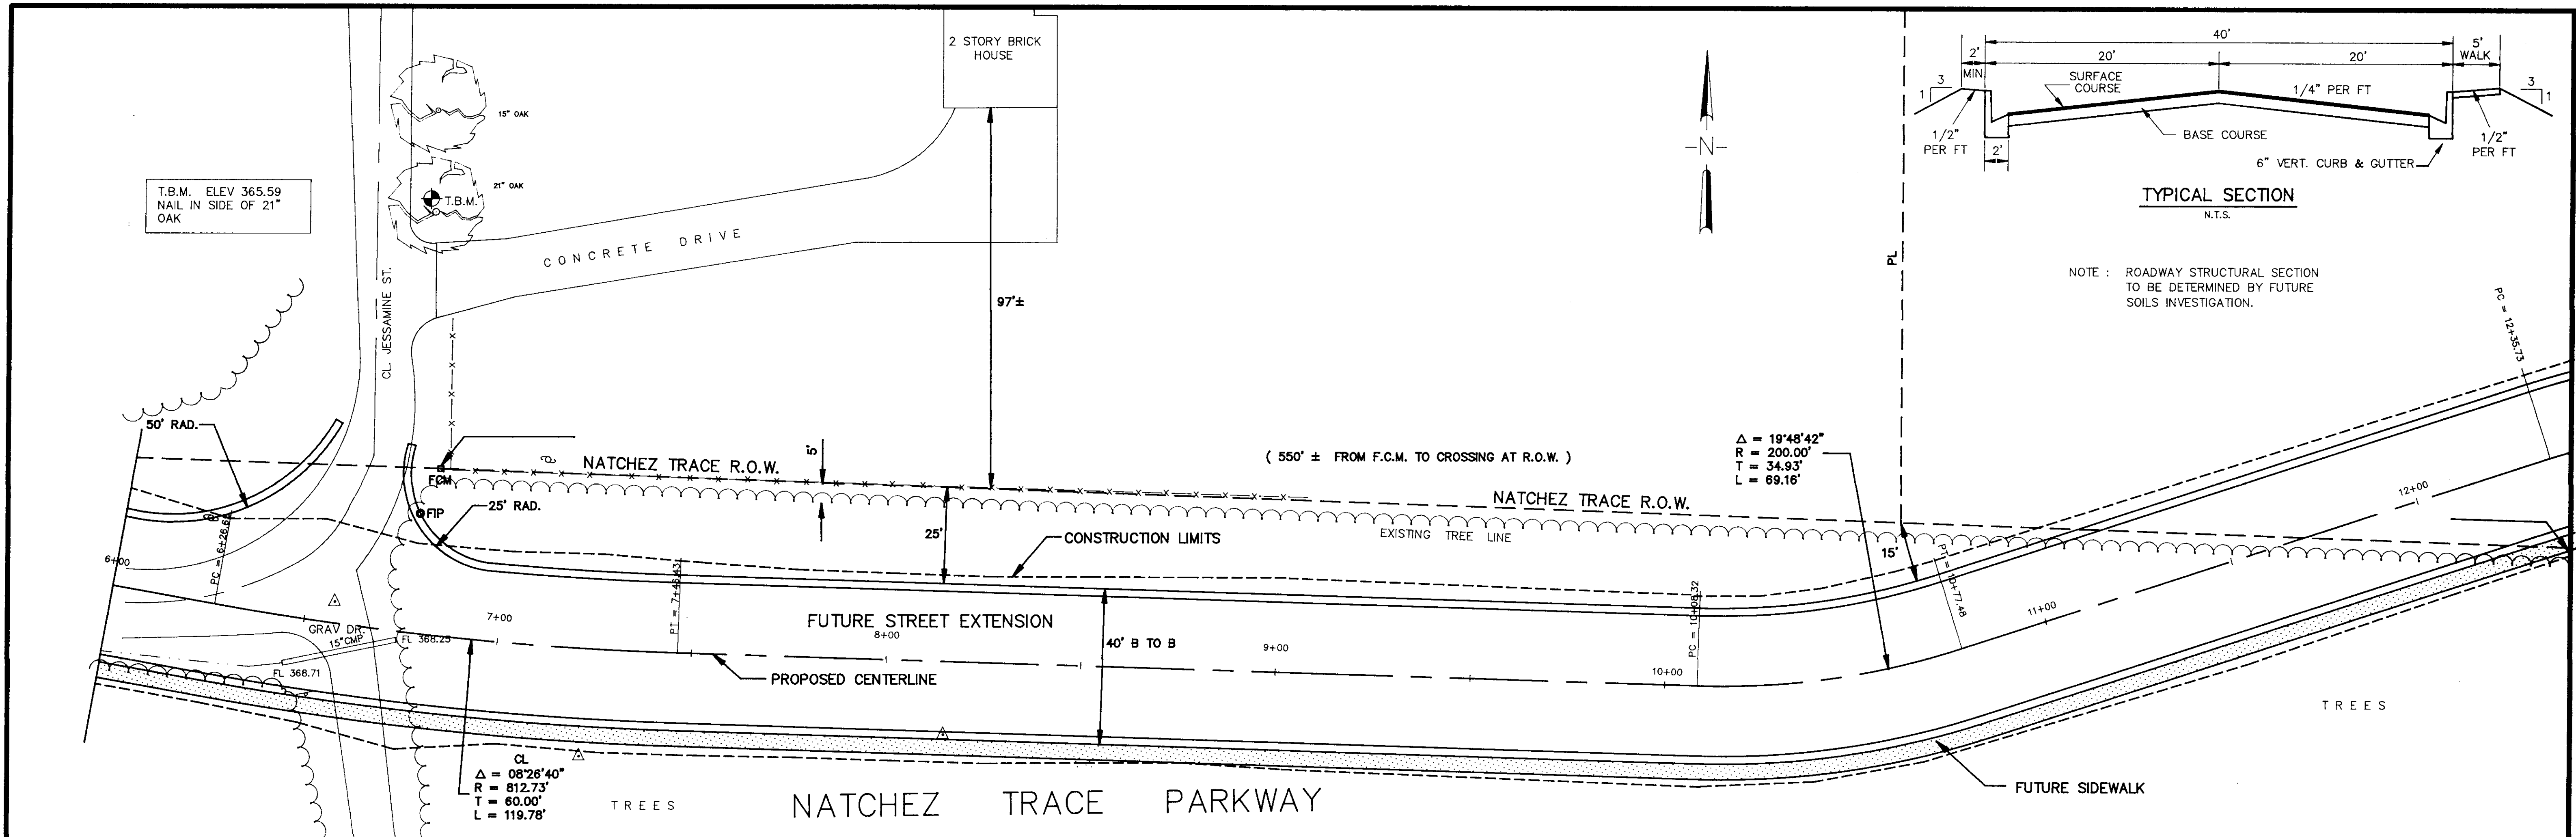 2 STORY BRICK
HOUSE
15" OAK
21" OAK
T.B.M.
T.B.M. ELEV 365.59
NAIL IN SIDE OF 21"
OAK
CONCRETE DRIVE
CL. JESSAMINE ST.
97'±
-N-
PL
40'
2'
MIN
20'
20'
5'
WALK
3
1
SURFACE
COURSE
1/4" PER FT
3
1
1/2"
PER FT
BASE COURSE
1/2"
PER FT
2'
6" VERT. CURB & GUTTER
TYPICAL SECTION
N.T.S.
NOTE : ROADWAY STRUCTURAL SECTION
TO BE DETERMINED BY FUTURE
SOILS INVESTIGATION.
PC = 12+35.73
50' RAD.
FCM
NATCHEZ TRACE R.O.W.
5'
( 550' ± FROM F.C.M. TO CROSSING AT R.O.W. )
Δ = 19°48'42"
R = 200.00'
T = 34.93'
L = 69.16'
NATCHEZ TRACE R.O.W.
12+00
FIP
25' RAD.
25'
CONSTRUCTION LIMITS
EXISTING TREE LINE
15'
6+00
PT = 7+46.43
PC = 10+08.32
PT = 10+77.48
11+00
GRAV DR.
15"CMP
FL 368.25
FL 368.71
7+00
FUTURE STREET EXTENSION
8+00
40' B TO B
9+00
10+00
PROPOSED CENTERLINE
TREES
CL
Δ = 08°26'40"
R = 812.73'
T = 60.00'
L = 119.78'
TREES
NATCHEZ TRACE PARKWAY
FUTURE SIDEWALK